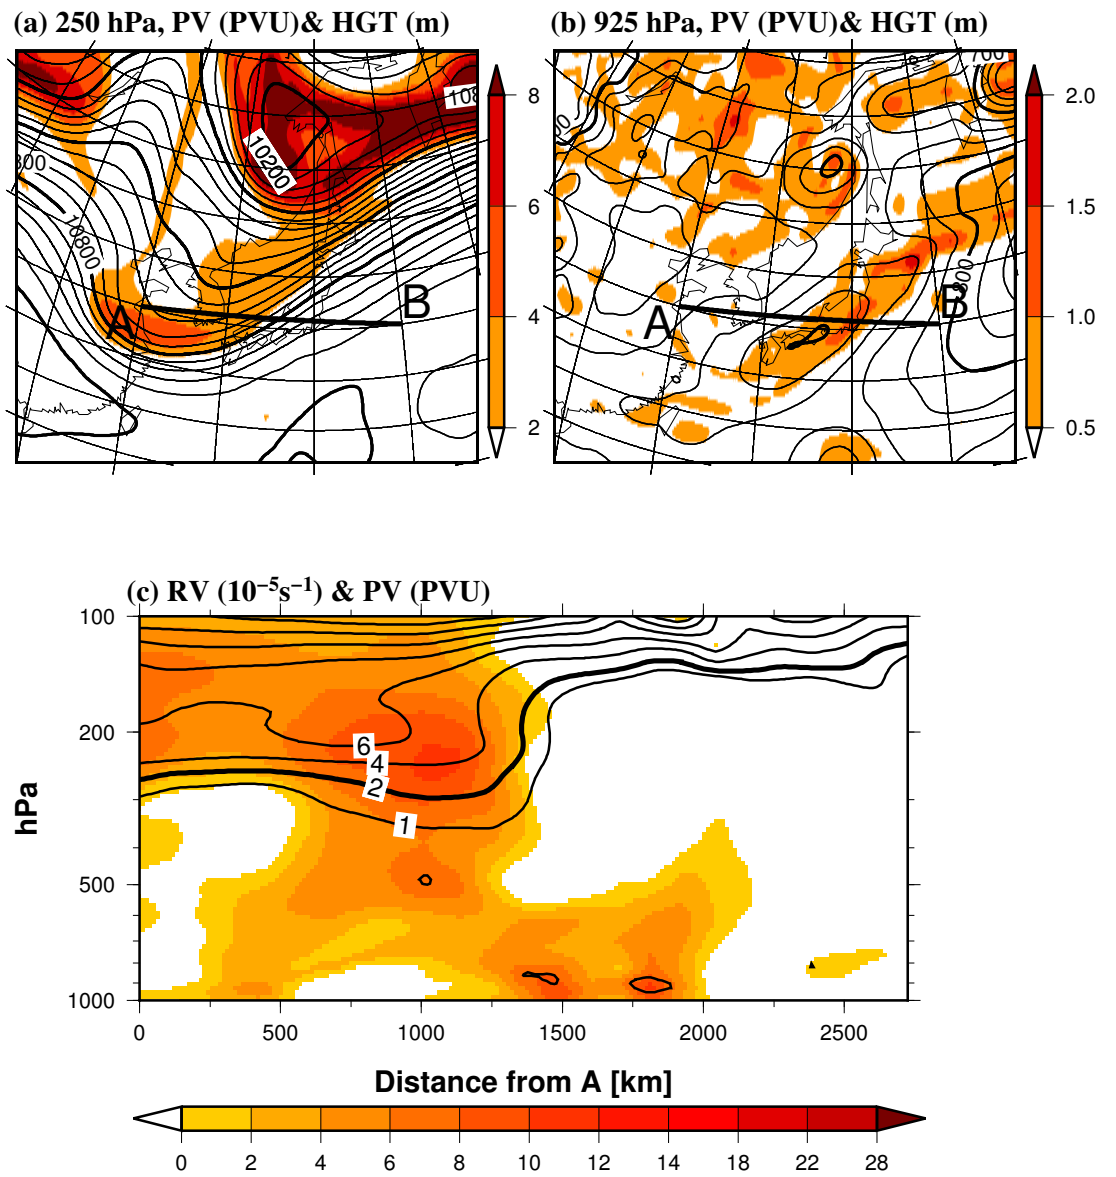 (a) 250 hPa, PV (PVU)& HGT (m)
(b) 925 hPa, PV (PVU)& HGT (m)
10200
10800
A
B
8
6
4
2
A
B
800
2.0
1.5
1.0
0.5
(c) RV (10−5s−1) & PV (PVU)
100
200
500
1000
hPa
6
4
2
1
0 500 1000 1500 2000 2500
Distance from A [km]
0 2 4 6 8 10 12 14 18 22 28